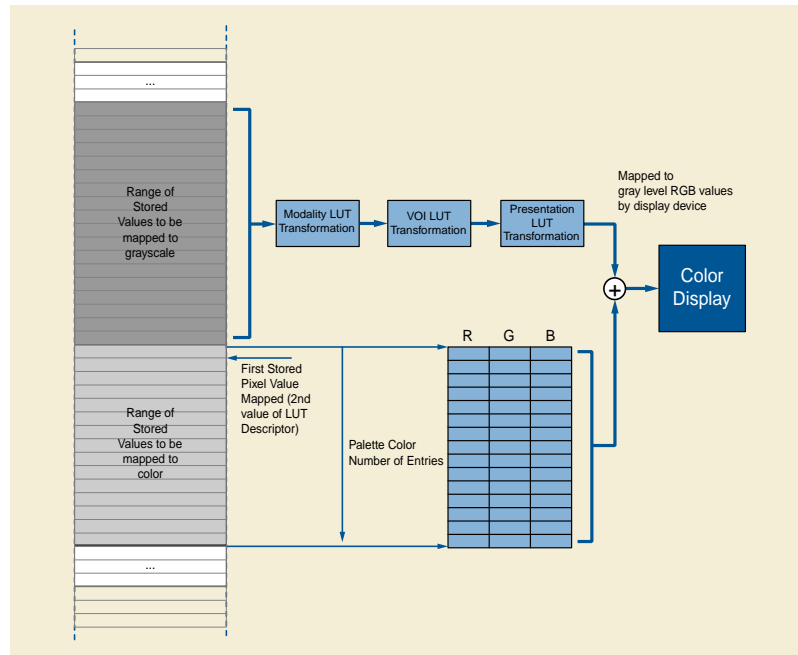 ...
Range of
Stored
Values to be
mapped to
grayscale
Modality LUT
Transformation
VOI LUT
Transformation
Presentation
LUT
Transformation
Mapped to
gray level RGB values
by display device
+
Color
Display
R G B
First Stored
Pixel Value
Mapped (2nd
value of LUT
Descriptor)
Range of
Stored
Values to be
mapped to
color
Palette Color
Number of Entries
...